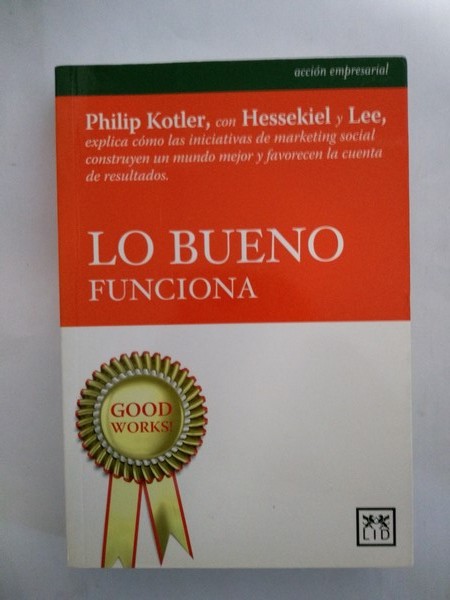 acción empresarial
Philip Kotler, con Hessekiel y Lee,
explica cómo las iniciativas de marketing social
construyen un mundo mejor y favorecen la cuenta
de resultados.
LO BUENO
FUNCIONA
GOOD
WORKS!
LID